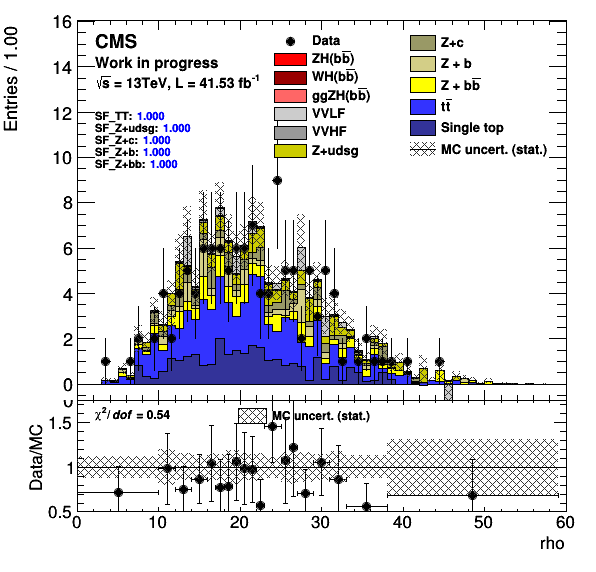 CMS
Work in progress
√s = 13TeV, L = 41.53 fb⁻¹
SF_TT: 1.000
SF_Z+udsg: 1.000
SF_Z+c: 1.000
SF_Z+b: 1.000
SF_Z+bb: 1.000
Data
ZH(bb̅)
WH(bb̅)
ggZH(bb̅)
VVLF
VVHF
Z+udsg
Z+c
Z + b
Z + bb̅
tt̅
Single top
MC uncert. (stat.)
Entries / 1.00
16
14
12
10
8
6
4
2
0
χ²/dof = 0.54
MC uncert. (stat.)
Data/MC
1.5
1
0.5
0 10 20 30 40 50 60
rho